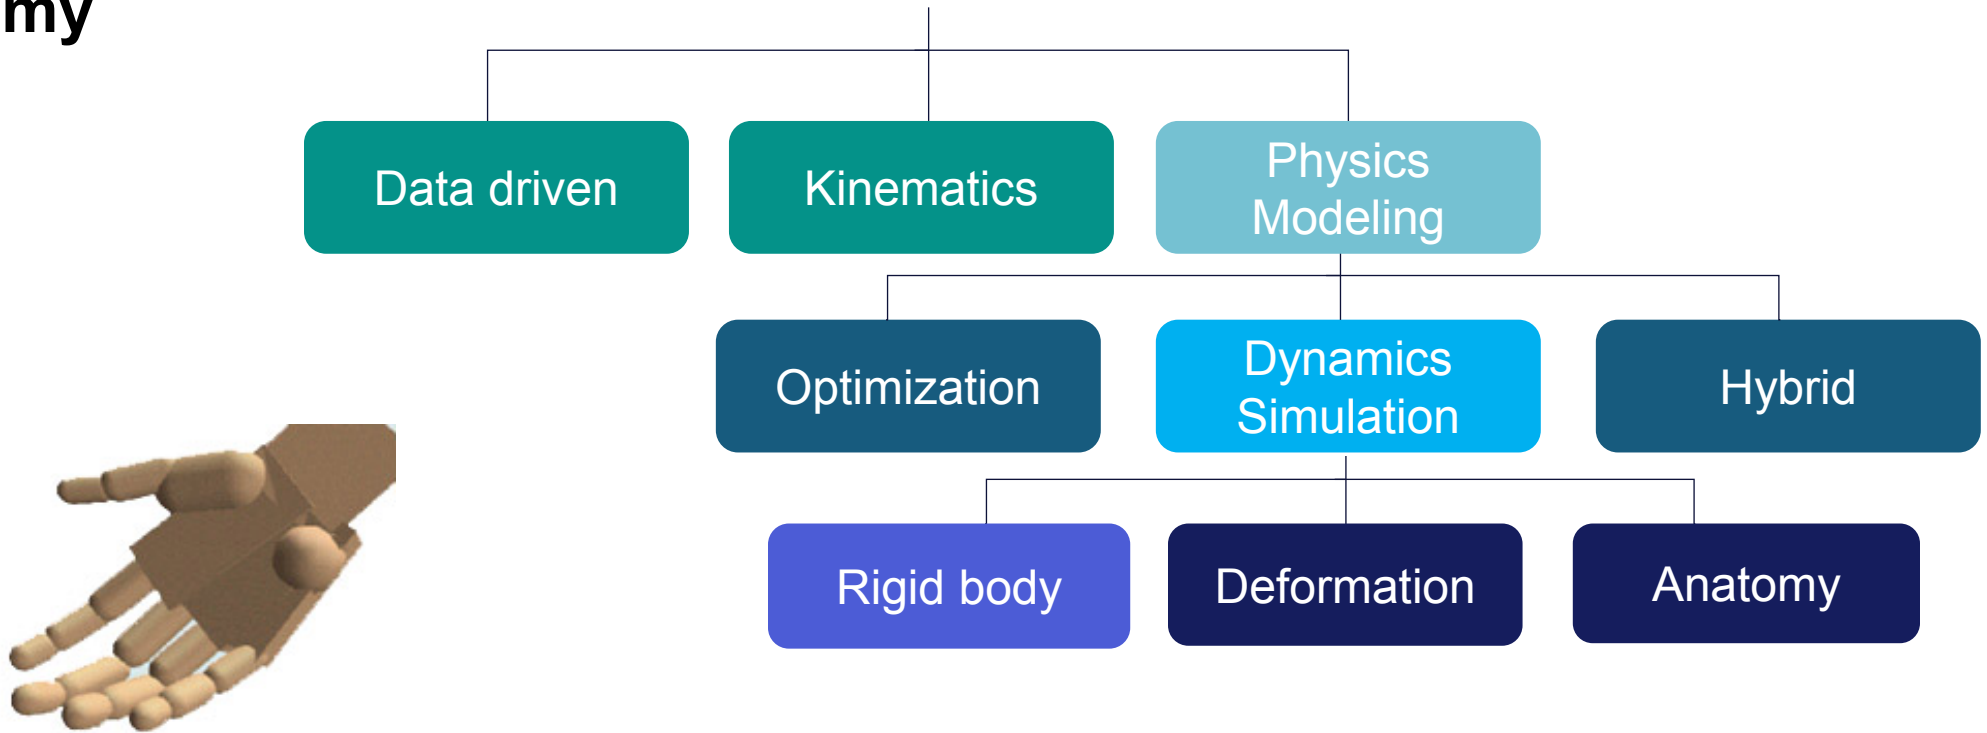 my
Data driven
Kinematics
Physics
Modeling
Optimization
Dynamics
Simulation
Hybrid
Rigid body
Deformation
Anatomy